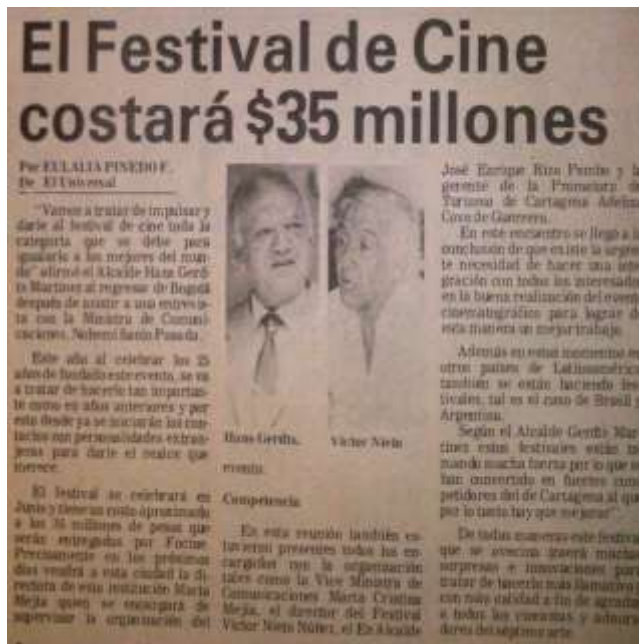 El Festival de Cine
costará $35 millones
Por EULALIA PINEDO F.
De El Universal
"Vamos a tratar de impulsar y
darle al festival de cine toda la
categoría que se debe para
igualarlo a los mejores del mun-
do" afirmó el Alcalde Hans Gerd-
ts Martínez al regresar de Bogotá
después de asistir a una entrevis-
ta con la Ministra de Comuni-
caciones, Nohemí Sanín Posada.
Este año al celebrar los 25
años de fundado este evento, se va
a tratar de hacerlo tan importan-
te como en años anteriores y por
esto desde ya se iniciarán los con-
tactos con personalidades extran-
jeras para darle el realce que
merece.
El festival se celebrará en
Junio y tiene un costo aproximado
a los 35 millones de pesos que
serán entregados por Focine.
Precisamente en los próximos
días vendrá a esta ciudad la di-
rectora de esta institución María
Mejía quien se encargará de
supervisar la organización del
Hans Gerdts.
Víctor Nieto
evento.
Competencia
En esta reunión también es-
tuvieron presentes todos los en-
cargados con la organización
tales como la Vice Ministra de
Comunicaciones María Cristina
Mejía, el director del Festival
Víctor Nieto Núñez, el Ex Alcalde
José Enrique Rizo Pombo y la
gerente de la Promotora de
Turismo de Cartagena Adelina
Covo de Guerrero.
En este encuentro se llegó a la
conclusión de que existe la urgen-
te necesidad de hacer una inte-
gración con todos los interesados
en la buena realización del evento
cinematográfico para lograr de
esta manera un mejor trabajo.
Además en estos momentos en
otros países de Latinoamérica
también se están haciendo fes-
tivales, tal es el caso de Brasil y
Argentina.
Según el Alcalde Gerdts Mar-
tínez estos festivales están to-
mando mucha fuerza por lo que se
han convertido en fuertes com-
petidores del de Cartagena al que
por lo tanto hay que mejorar".
De todas maneras este festival
que se avecina traerá muchas
sorpresas e innovaciones para
tratar de hacerlo más llamativo y
con más calidad a fin de agradar
a todos los cineastas y admira-
dores del séptimo arte.